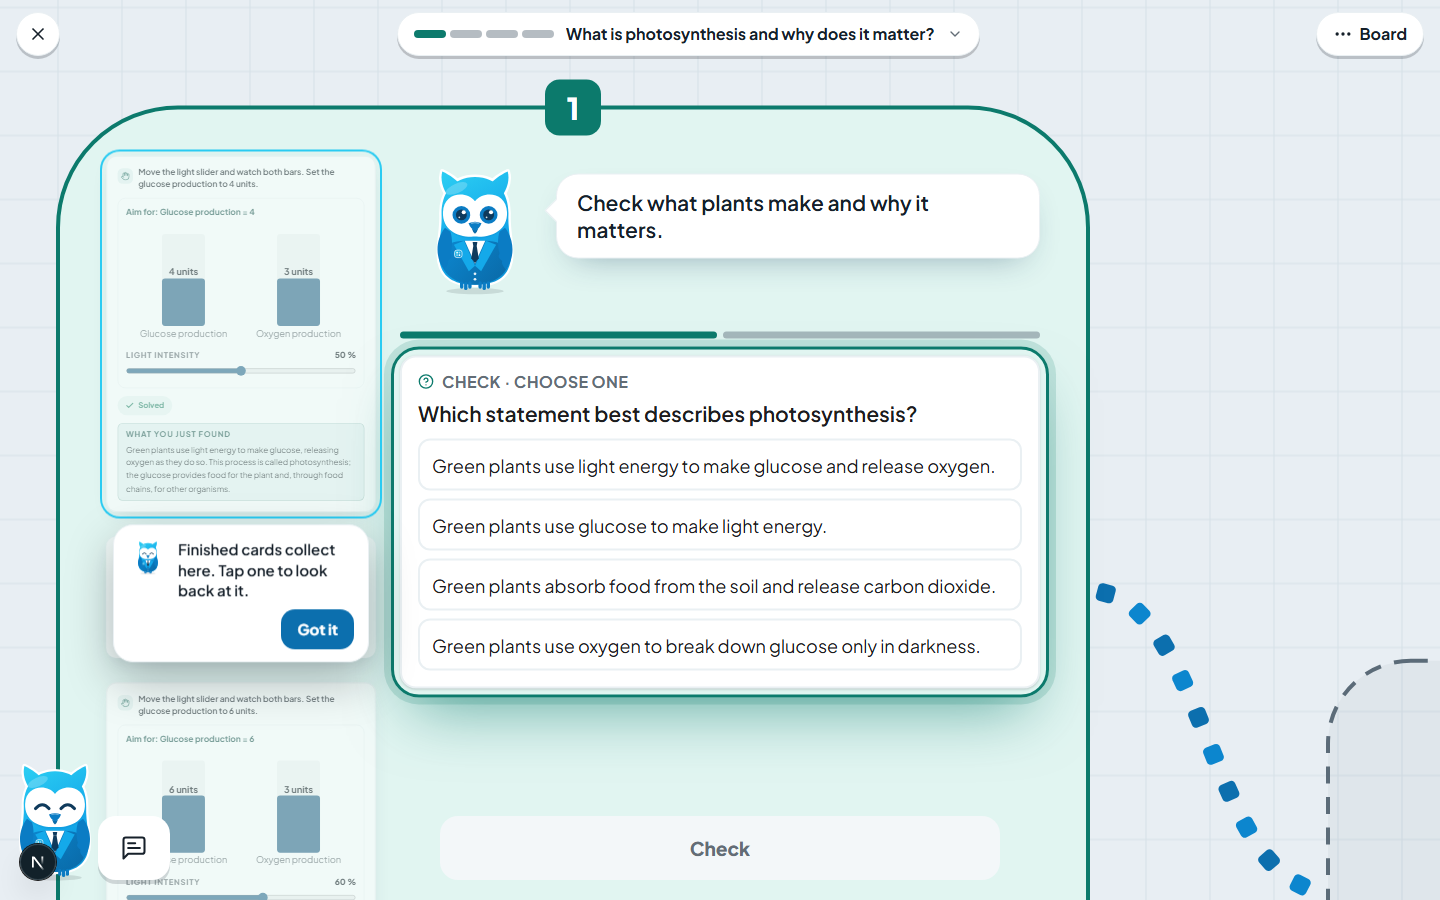 What is photosynthesis and why does it matter?
Board
1
Move the light slider and watch both bars. Set the
glucose production to 4 units.
Aim for: Glucose production = 4
4 units
3 units
Glucose production
Oxygen production
LIGHT INTENSITY
50 %
Solved
WHAT YOU JUST FOUND
Green plants use light energy to make glucose, releasing
oxygen as they do so. This process is called photosynthesis;
the glucose provides food for the plant and, through food
chains, for other organisms.
Finished cards collect
here. Tap one to look
back at it.
Got it
Move the light slider and watch both bars. Set the
glucose production to 6 units.
Aim for: Glucose production = 6
6 units
3 units
production
Oxygen production
LIGHT INTENSITY
60 %
N
Check what plants make and why it
matters.
CHECK · CHOOSE ONE
Which statement best describes photosynthesis?
Green plants use light energy to make glucose and release oxygen.
Green plants use glucose to make light energy.
Green plants absorb food from the soil and release carbon dioxide.
Green plants use oxygen to break down glucose only in darkness.
Check